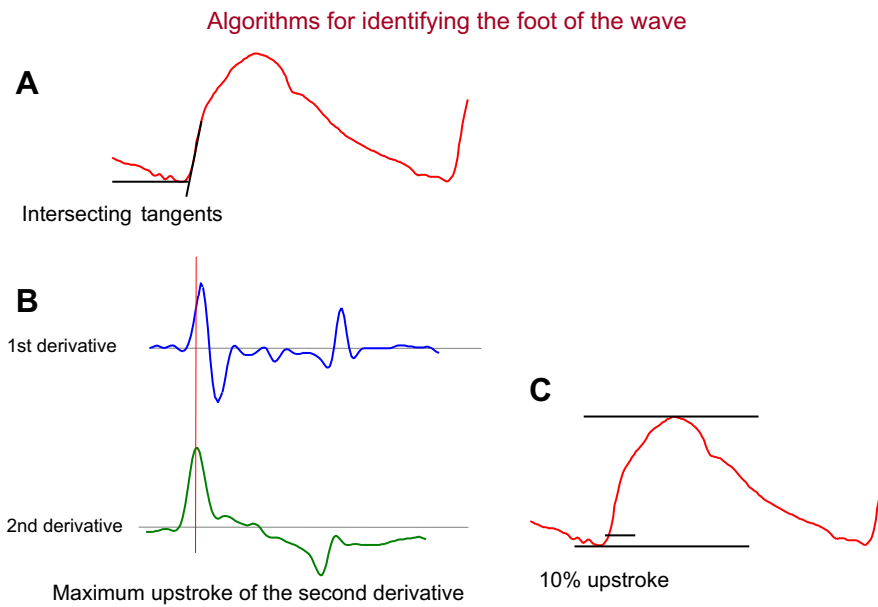 Algorithms for identifying the foot of the wave
A
Intersecting tangents
B
1st derivative
2nd derivative
Maximum upstroke of the second derivative
C
10% upstroke